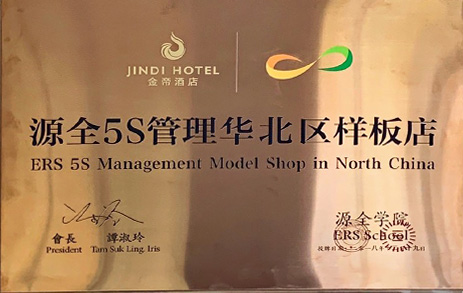 JINDI HOTEL
金帝酒店
源全5S管理华北区样板店
ERS 5S Management Model Shop in North China
會長 譚淑玲
President Tam Suk Ling, Iris
源全学院
ERS School